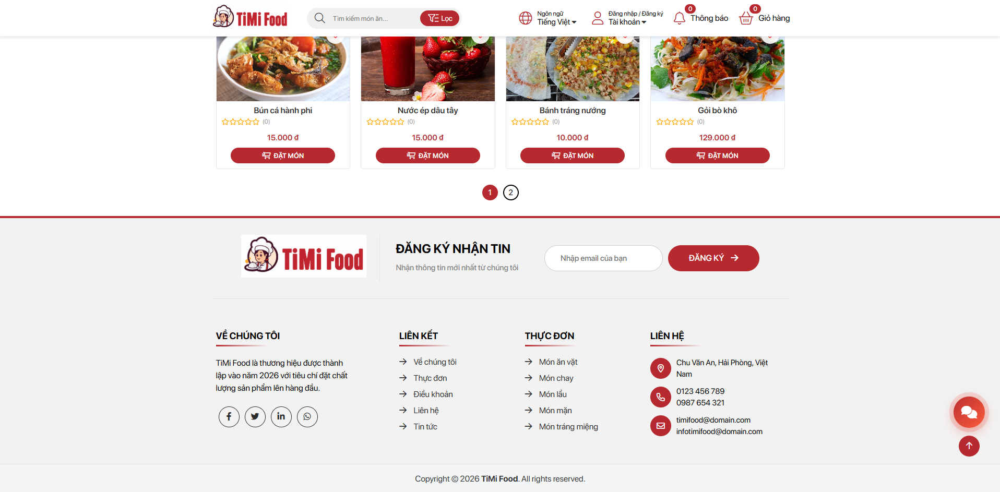 TiMi Food
Tìm kiếm món ăn...
Lọc
Ngôn ngữ
Tiếng Việt
Đăng nhập / Đăng ký
Tài khoản
0
Thông báo
0
Giỏ hàng
Bún cá hành phi
(0)
15.000 ₫
ĐẶT MÓN
Nước ép dâu tây
(0)
15.000 ₫
ĐẶT MÓN
Bánh tráng nướng
(0)
10.000 ₫
ĐẶT MÓN
Gỏi bò khô
(0)
129.000 ₫
ĐẶT MÓN
1
2
TiMi Food
ĐĂNG KÝ NHẬN TIN
Nhận thông tin mới nhất từ chúng tôi
Nhập email của bạn
ĐĂNG KÝ
VỀ CHÚNG TÔI
TiMi Food là thương hiệu được thành
lập vào năm 2026 với tiêu chí đặt chất
lượng sản phẩm lên hàng đầu.
LIÊN KẾT
Về chúng tôi
Thực đơn
Điều khoản
Liên hệ
Tin tức
THỰC ĐƠN
Món ăn vặt
Món chay
Món lẩu
Món mặn
Món tráng miệng
LIÊN HỆ
Chu Văn An, Hải Phòng, Việt
Nam
0123 456 789
0987 654 321
timifood@domain.com
infotimifood@domain.com
Copyright © 2026 TiMi Food. All rights reserved.